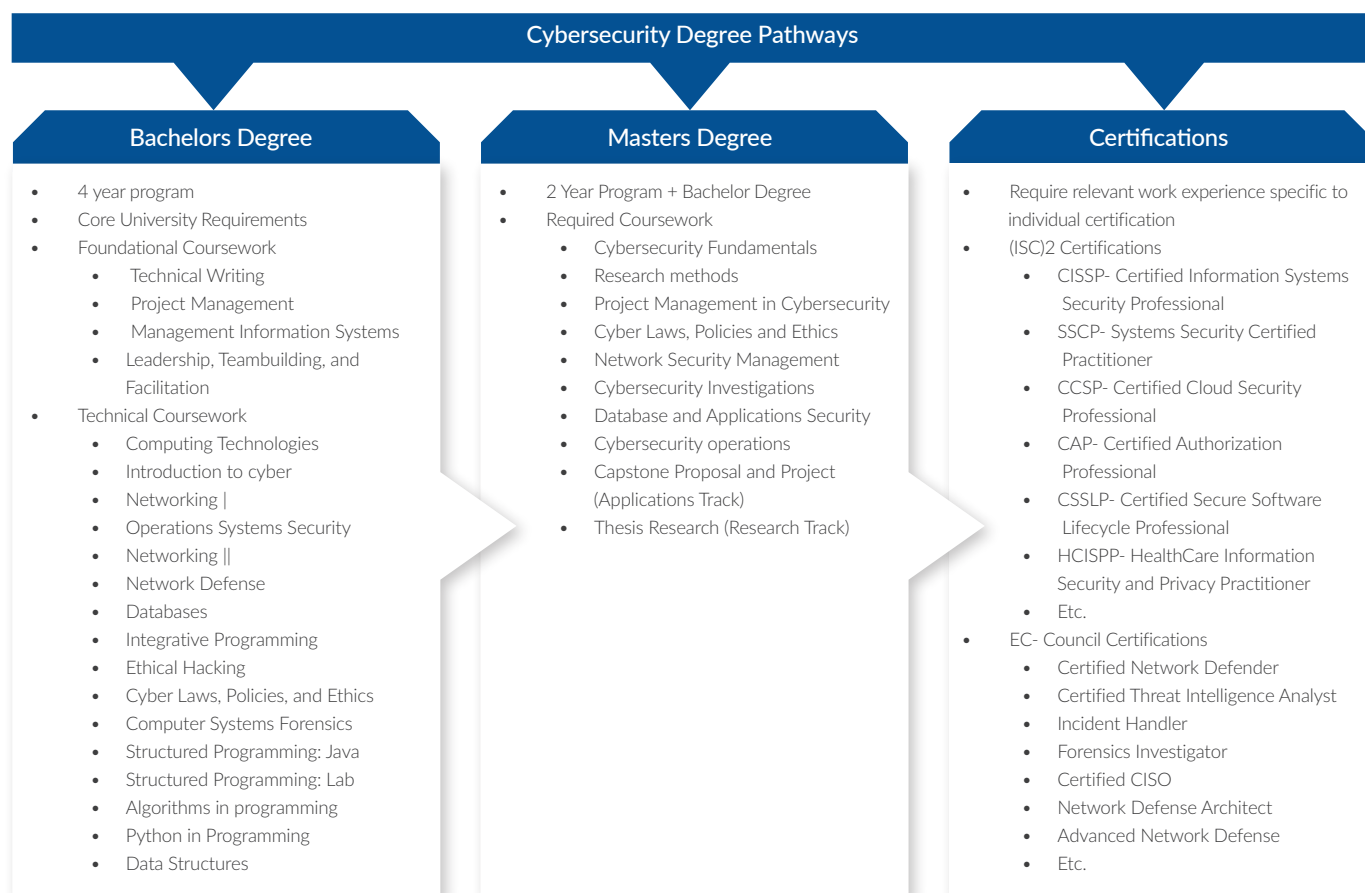 Cybersecurity Degree Pathways
Bachelors Degree
• 4 year program
• Core University Requirements
• Foundational Coursework
• Technical Writing
• Project Management
• Management Information Systems
• Leadership, Teambuilding, and
Facilitation
• Technical Coursework
• Computing Technologies
• Introduction to cyber
• Networking |
• Operations Systems Security
• Networking ||
• Network Defense
• Databases
• Integrative Programming
• Ethical Hacking
• Cyber Laws, Policies, and Ethics
• Computer Systems Forensics
• Structured Programming: Java
• Structured Programming: Lab
• Algorithms in programming
• Python in Programming
• Data Structures
Masters Degree
• 2 Year Program + Bachelor Degree
• Required Coursework
• Cybersecurity Fundamentals
• Research methods
• Project Management in Cybersecurity
• Cyber Laws, Policies and Ethics
• Network Security Management
• Cybersecurity Investigations
• Database and Applications Security
• Cybersecurity operations
• Capstone Proposal and Project
(Applications Track)
• Thesis Research (Research Track)
Certifications
• Require relevant work experience specific to
individual certification
• (ISC)2 Certifications
• CISSP- Certified Information Systems
Security Professional
• SSCP- Systems Security Certified
Practitioner
• CCSP- Certified Cloud Security
Professional
• CAP- Certified Authorization
Professional
• CSSLP- Certified Secure Software
Lifecycle Professional
• HCISPP- HealthCare Information
Security and Privacy Practitioner
• Etc.
• EC- Council Certifications
• Certified Network Defender
• Certified Threat Intelligence Analyst
• Incident Handler
• Forensics Investigator
• Certified CISO
• Network Defense Architect
• Advanced Network Defense
• Etc.